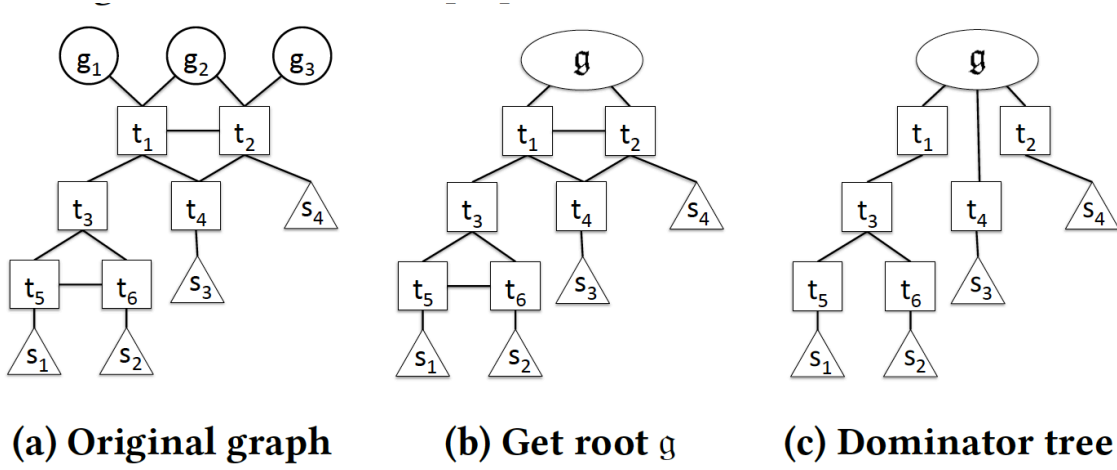 g1 g2 g3 𝔤 𝔤
t1 t2 t1 t2 t1 t2
t3 t4 s4 t3 t4 s4 t3 t4 s4
t5 t6 s3 t5 t6 s3 t5 t6 s3
s1 s2 s1 s2 s1 s2
(a) Original graph (b) Get root 𝔤 (c) Dominator tree